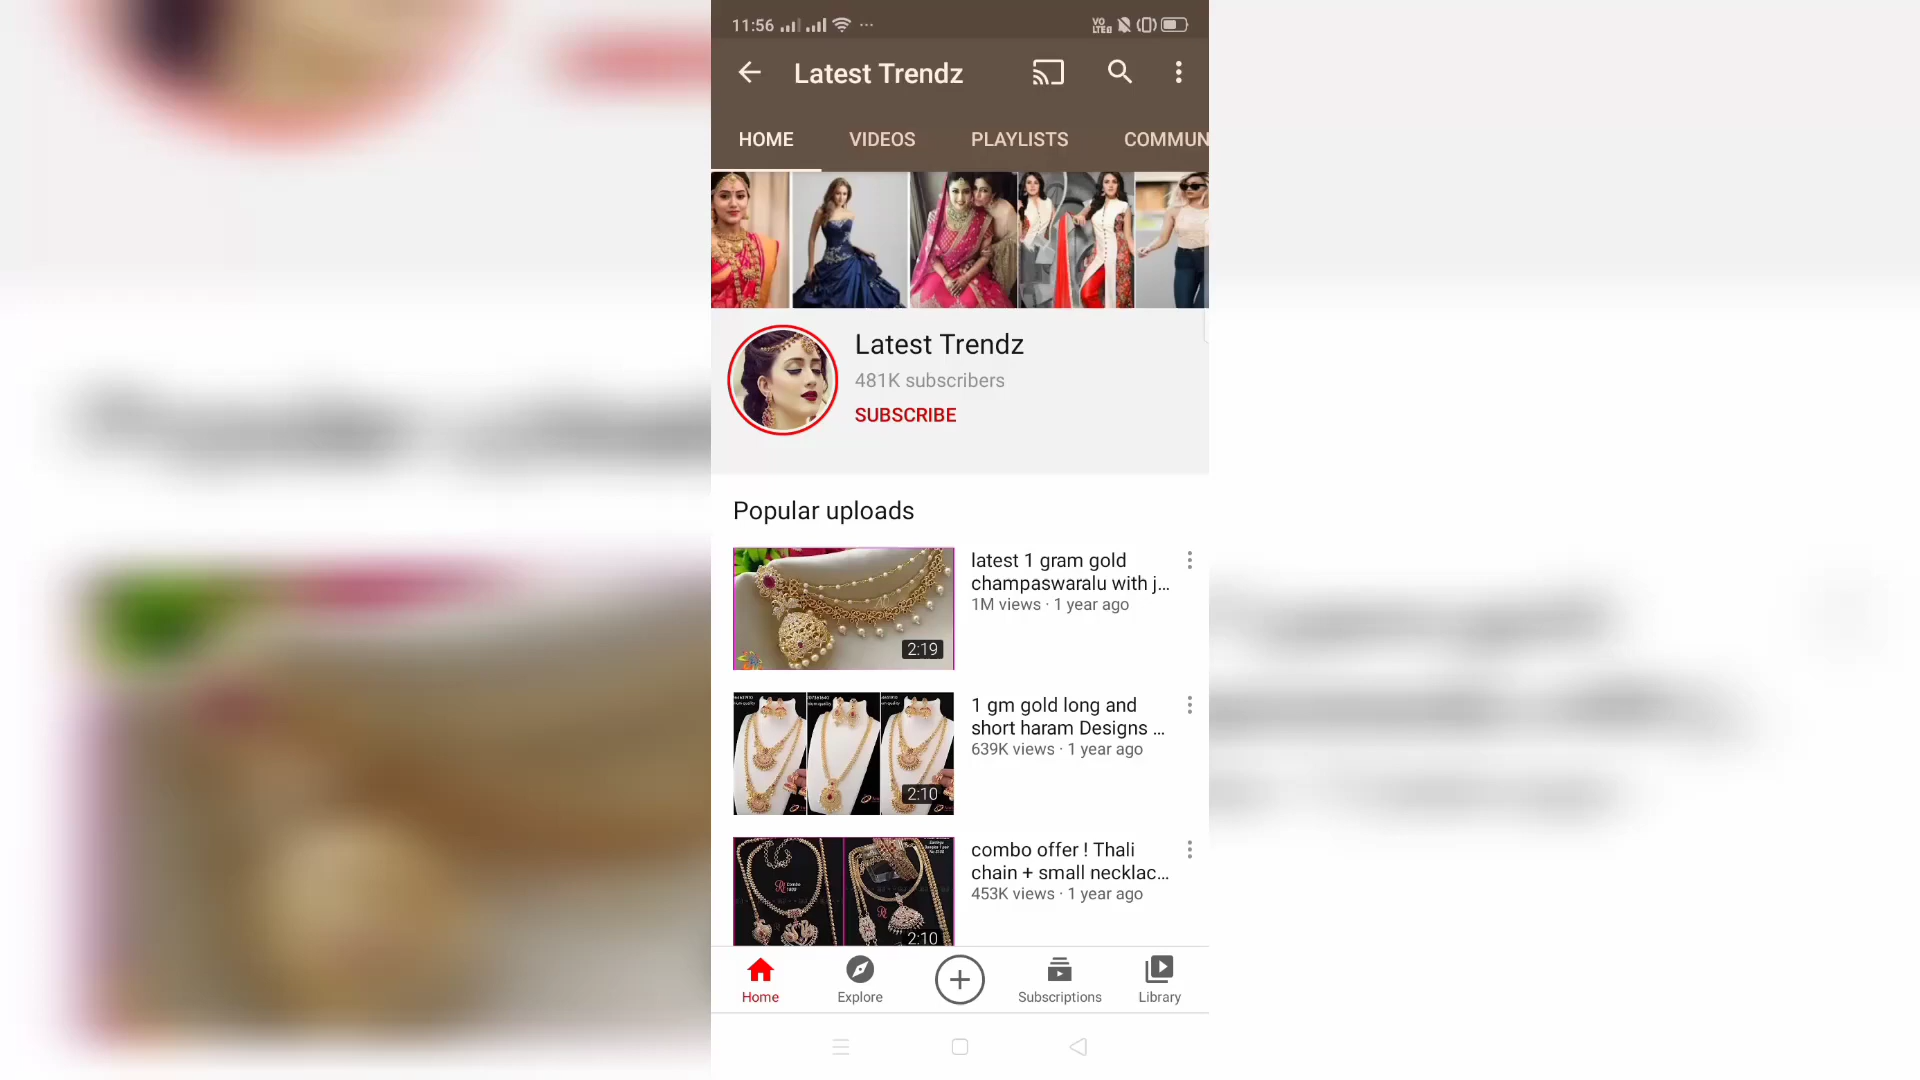 11:56
VO
LTE
Latest Trendz
HOME VIDEOS PLAYLISTS COMMUN
Latest Trendz
481K subscribers
SUBSCRIBE
Popular uploads
latest 1 gram gold
champaswaralu with j...
1M views · 1 year ago
2:19
1 gm gold long and
short haram Designs ...
639K views · 1 year ago
2:10
combo offer ! Thali
chain + small necklac...
453K views · 1 year ago
2:10
Home Explore Subscriptions Library